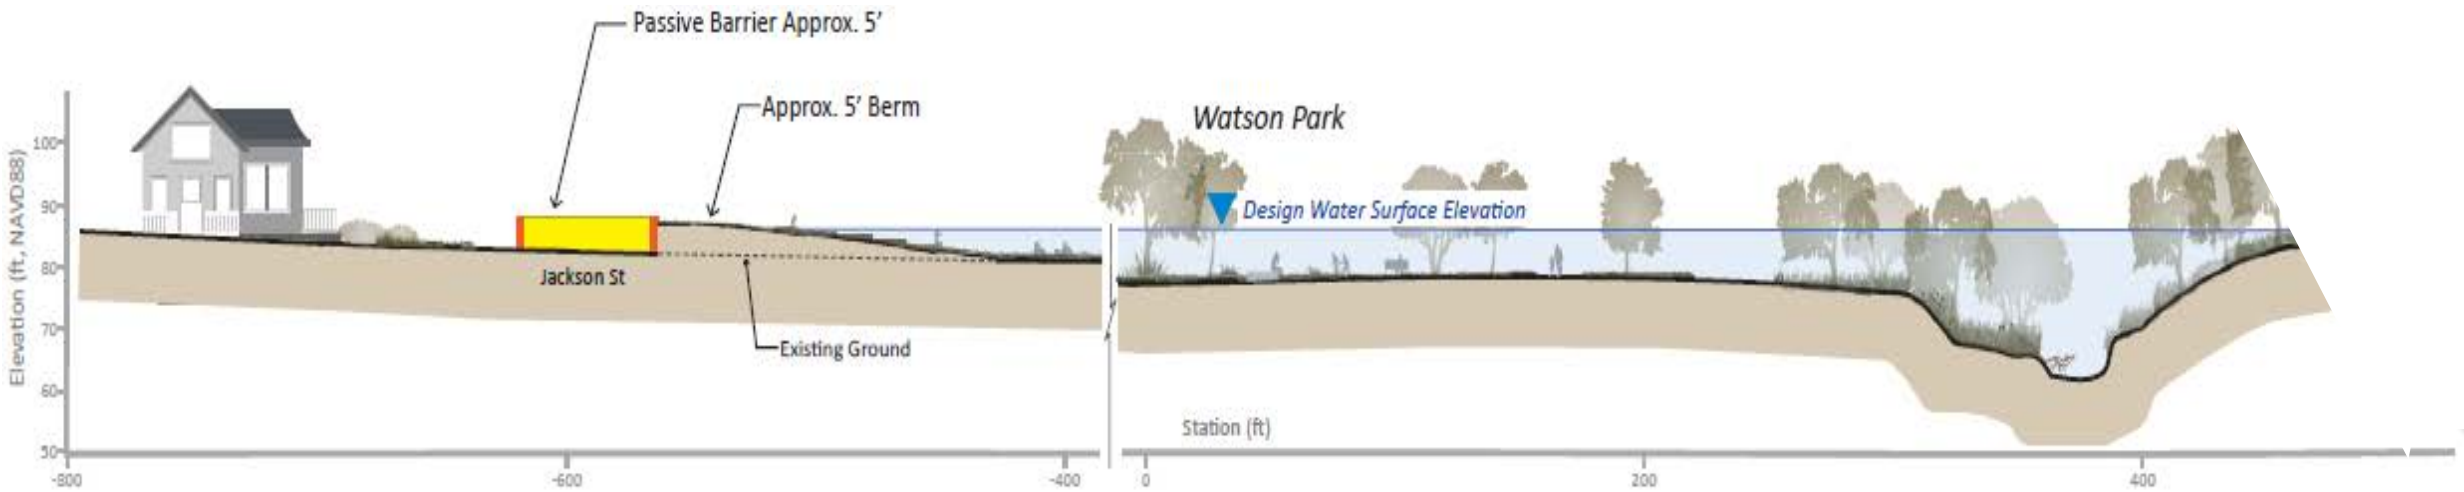 Passive Barrier Approx. 5’
Approx. 5’ Berm
Watson Park
Design Water Surface Elevation
Jackson St
Existing Ground
Elevation (ft, NAVD88)
100
90
80
70
60
50
Station (ft)
-800
-600
-400
0
200
400